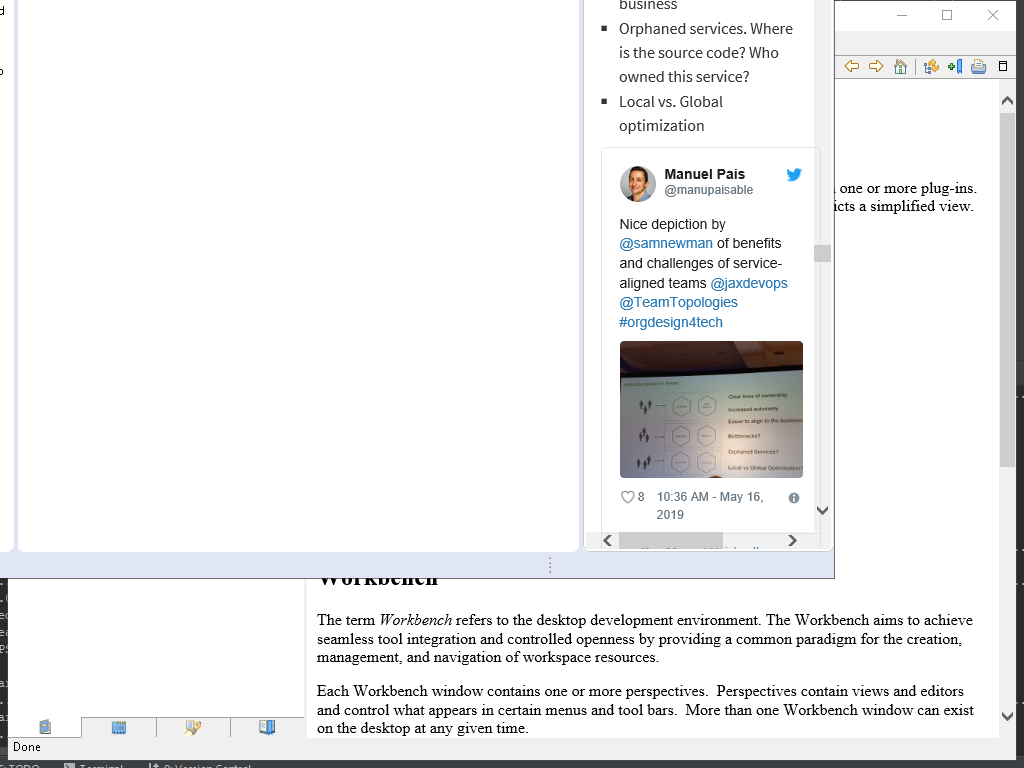 business
Orphaned services. Where
is the source code? Who
owned this service?
Local vs. Global
optimization
Manuel Pais
@manupaisable
Nice depiction by
@samnewman of benefits
and challenges of service-
aligned teams @jaxdevops
@TeamTopologies
#orgdesign4tech
Clear lines of ownership
Increased autonomy
Easier to align to the business
Bottlenecks?
Orphaned Services?
Local vs Global Optimisation?
8 10:36 AM - May 16,
2019
one or more plug-ins.
icts a simplified view.
Workbench
The term Workbench refers to the desktop development environment. The Workbench aims to achieve
seamless tool integration and controlled openness by providing a common paradigm for the creation,
management, and navigation of workspace resources.
Each Workbench window contains one or more perspectives. Perspectives contain views and editors
and control what appears in certain menus and tool bars. More than one Workbench window can exist
on the desktop at any given time.
Done
TODO
Terminal
9: Version Control